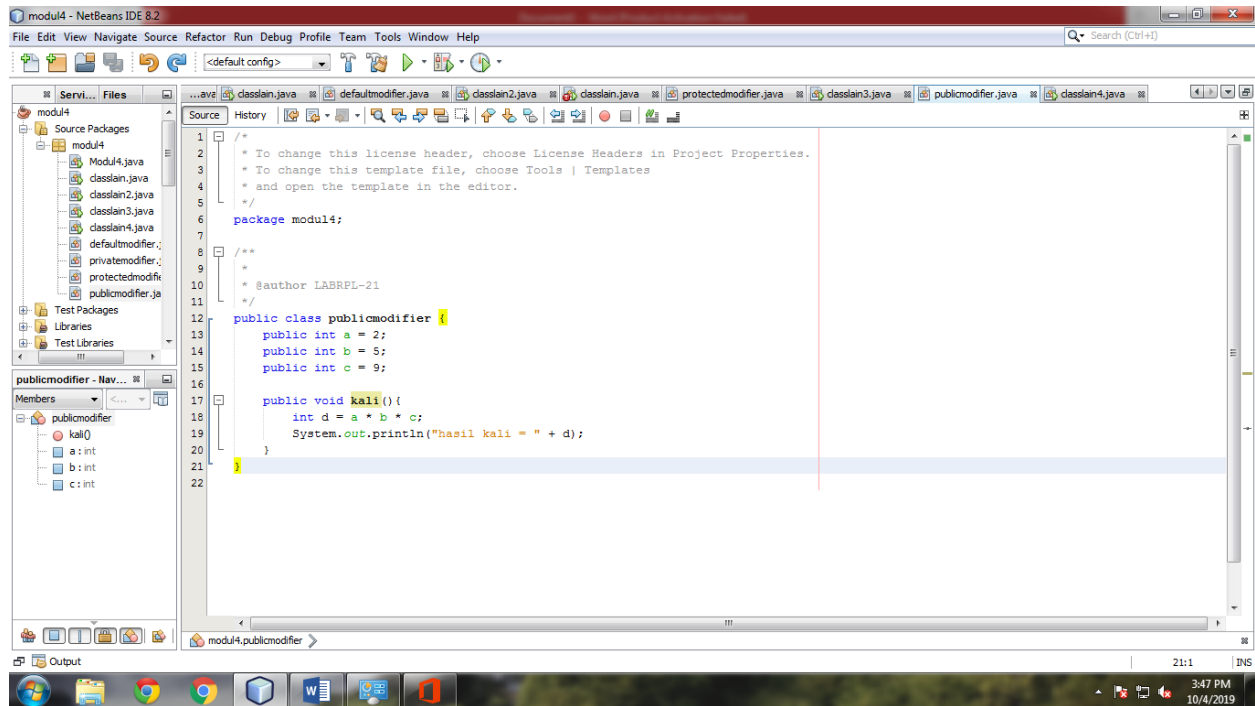 modul4 - NetBeans IDE 8.2
File Edit View Navigate Source Refactor Run Debug Profile Team Tools Window Help
Search (Ctrl+I)
<default config>
Servi... Files
...ava classlain.java defaultmodifier.java classlain2.java classlain.java protectedmodifier.java classlain3.java publicmodifier.java classlain4.java
Source History
modul4
Source Packages
modul4
Modul4.java
classlain.java
classlain2.java
classlain3.java
classlain4.java
defaultmodifier.j
privatemodifier.j
protectedmodifie
publicmodifier.ja
Test Packages
Libraries
Test Libraries
publicmodifier - Nav...
Members <...
publicmodifier
kali()
a : int
b : int
c : int
1 /*
2 * To change this license header, choose License Headers in Project Properties.
3 * To change this template file, choose Tools | Templates
4 * and open the template in the editor.
5 */
6 package modul4;
7
8 /**
9 *
10 * @author LABRPL-21
11 */
12 public class publicmodifier {
13 public int a = 2;
14 public int b = 5;
15 public int c = 9;
16
17 public void kali(){
18 int d = a * b * c;
19 System.out.println("hasil kali = " + d);
20 }
21 }
22
modul4.publicmodifier
Output
21:1 INS
3:47 PM
10/4/2019